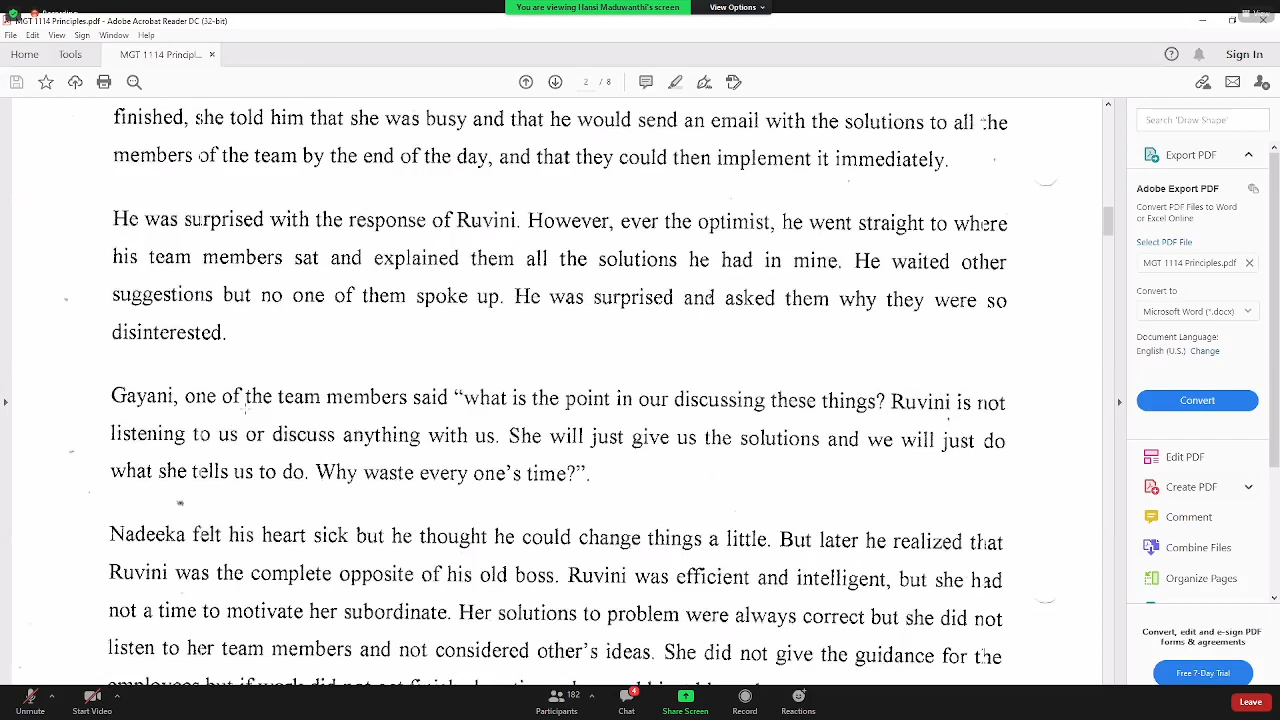 You are viewing Hansi Maduwanthi's screen
View Options
View
MGT 1114 Principles.pdf - Adobe Acrobat Reader DC (32-bit)
File Edit View Sign Window Help
Home Tools MGT 1114 Principl... ×
Sign In
2 / 8
finished, she told him that she was busy and that he would send an email with the solutions to all the
members of the team by the end of the day, and that they could then implement it immediately.
He was surprised with the response of Ruvini. However, ever the optimist, he went straight to where
his team members sat and explained them all the solutions he had in mine. He waited other
suggestions but no one of them spoke up. He was surprised and asked them why they were so
disinterested.
Gayani, one of the team members said “what is the point in our discussing these things? Ruvini is not
listening to us or discuss anything with us. She will just give us the solutions and we will just do
what she tells us to do. Why waste every one’s time?”.
Nadeeka felt his heart sick but he thought he could change things a little. But later he realized that
Ruvini was the complete opposite of his old boss. Ruvini was efficient and intelligent, but she had
not a time to motivate her subordinate. Her solutions to problem were always correct but she did not
listen to her team members and not considered other’s ideas. She did not give the guidance for the
Search 'Draw Shape'
Export PDF
Adobe Export PDF
Convert PDF Files to Word
or Excel Online
Select PDF File
MGT 1114 Principles.pdf ×
Convert to
Microsoft Word (*.docx)
Document Language:
English (U.S.) Change
Convert
Edit PDF
Create PDF
Comment
Combine Files
Organize Pages
Convert, edit and e-sign PDF
forms & agreements
Free 7-Day Trial
Unmute
Start Video
182
Participants
4
Chat
Share Screen
Record
Reactions
Leave